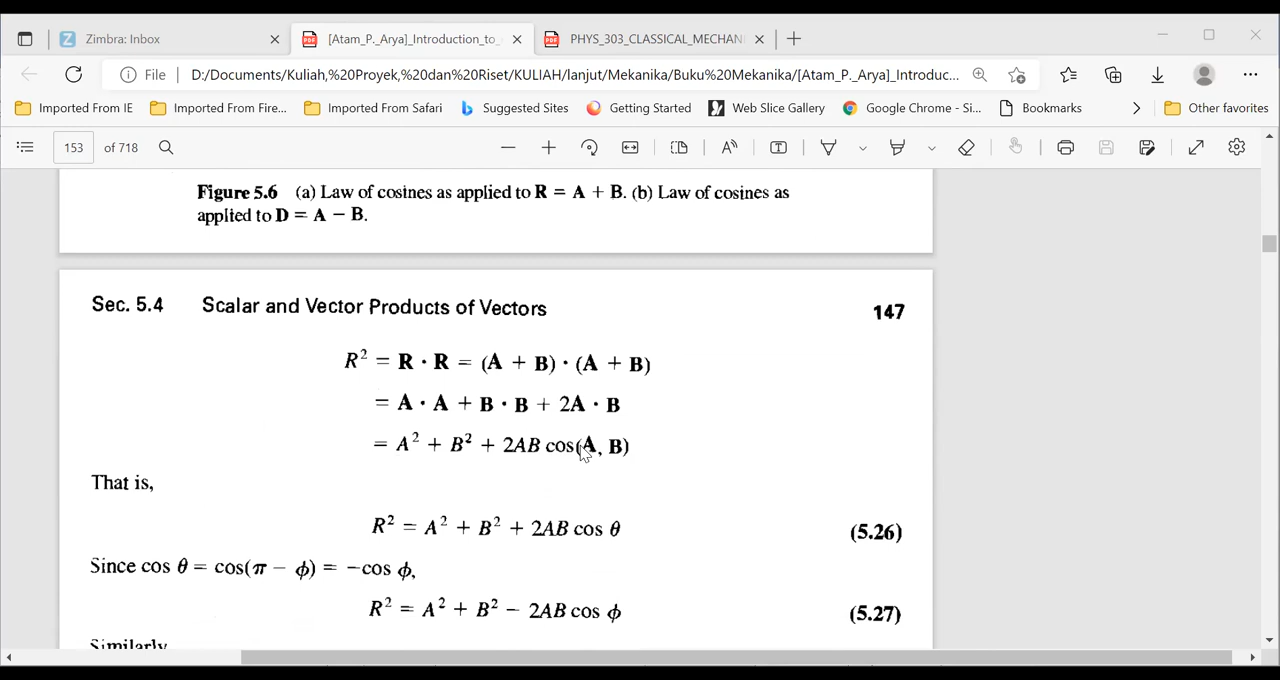 Zimbra: Inbox
[Atam_P._Arya]_Introduction_to_
PHYS_303_CLASSICAL_MECHAN
File
D:/Documents/Kuliah,%20Proyek,%20dan%20Riset/KULIAH/lanjut/Mekanika/Buku%20Mekanika/[Atam_P._Arya]_Introduc...
Imported From IE
Imported From Fire...
Imported From Safari
Suggested Sites
Getting Started
Web Slice Gallery
Google Chrome - Si...
Bookmarks
Other favorites
153 of 718
Figure 5.6 (a) Law of cosines as applied to R = A + B. (b) Law of cosines as
applied to D = A − B.
Sec. 5.4 Scalar and Vector Products of Vectors 147
R² = R · R = (A + B) · (A + B)
= A · A + B · B + 2A · B
= A² + B² + 2AB cos(A, B)
That is,
R² = A² + B² + 2AB cos θ (5.26)
Since cos θ = cos(π − ϕ) = −cos ϕ,
R² = A² + B² − 2AB cos ϕ (5.27)
Similarly